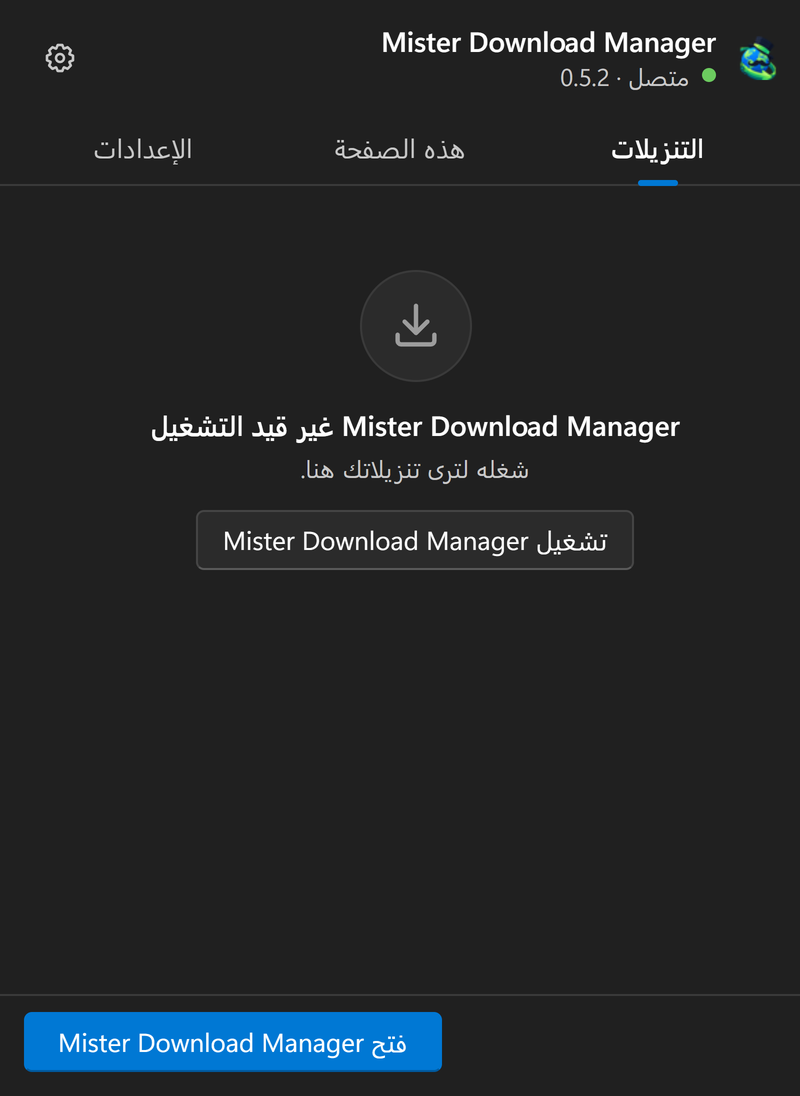 Mister Download Manager
متصل · 0.5.2
التنزيلات
هذه الصفحة
الإعدادات
Mister Download Manager غير قيد التشغيل
شغله لترى تنزيلاتك هنا.
تشغيل Mister Download Manager
فتح Mister Download Manager